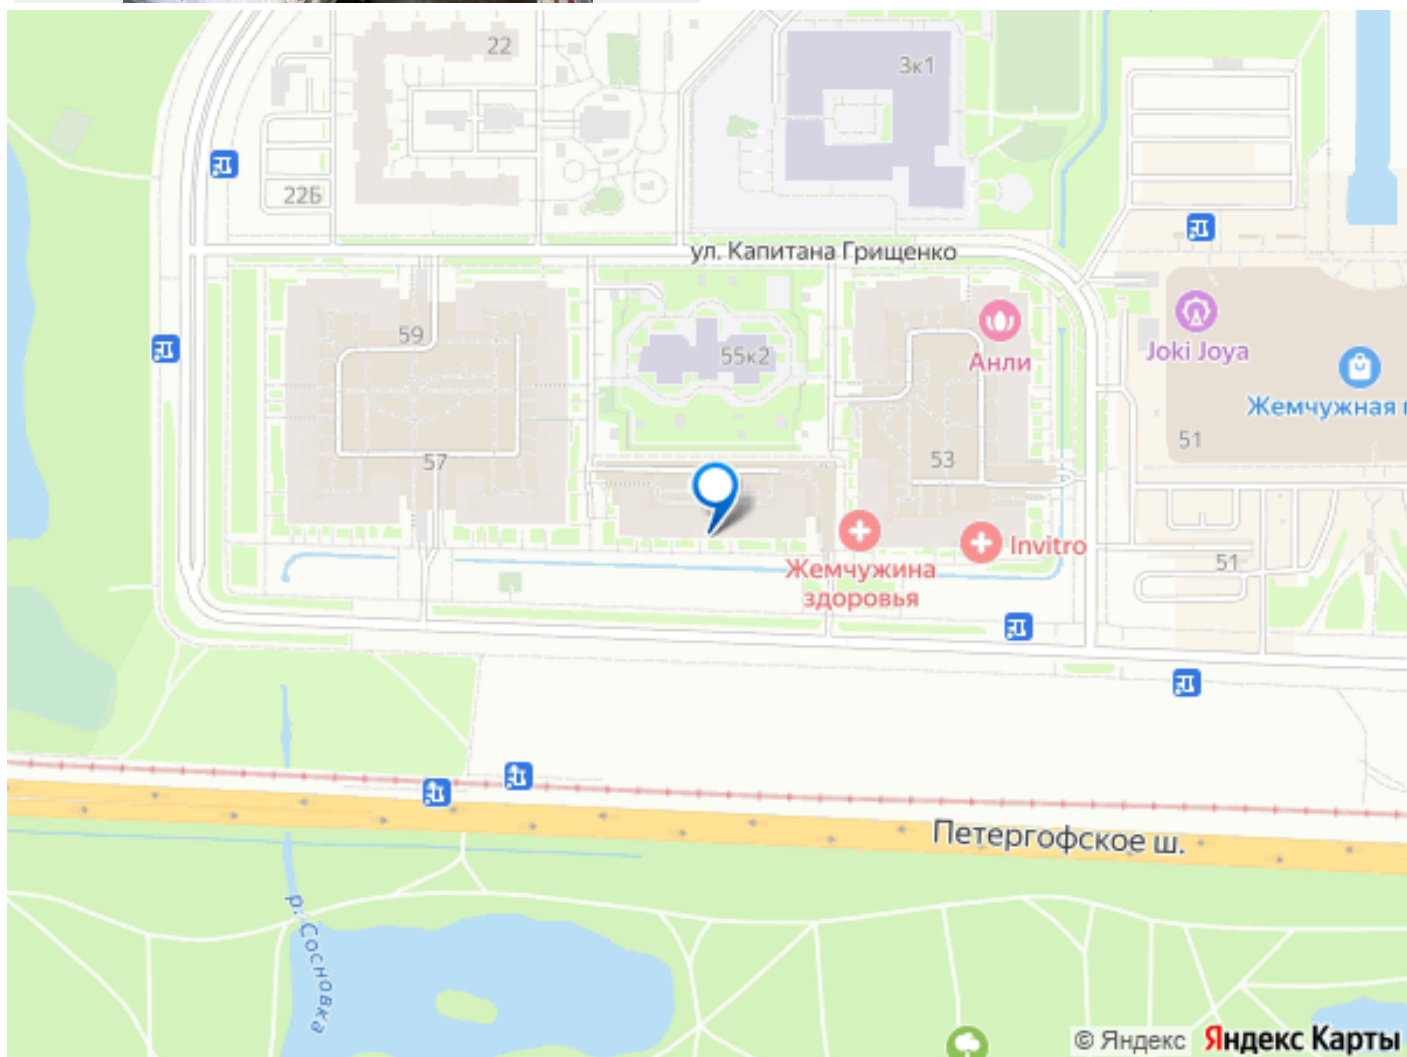 22
3к1
22Б
ул. Капитана Грищенко
59
55к2
Анли
Joki Joya
Жемчужная п
51
57
53
Invitro
Жемчужина
здоровья
51
Петергофское ш.
р. Сосновка
© Яндекс Яндекс Карты